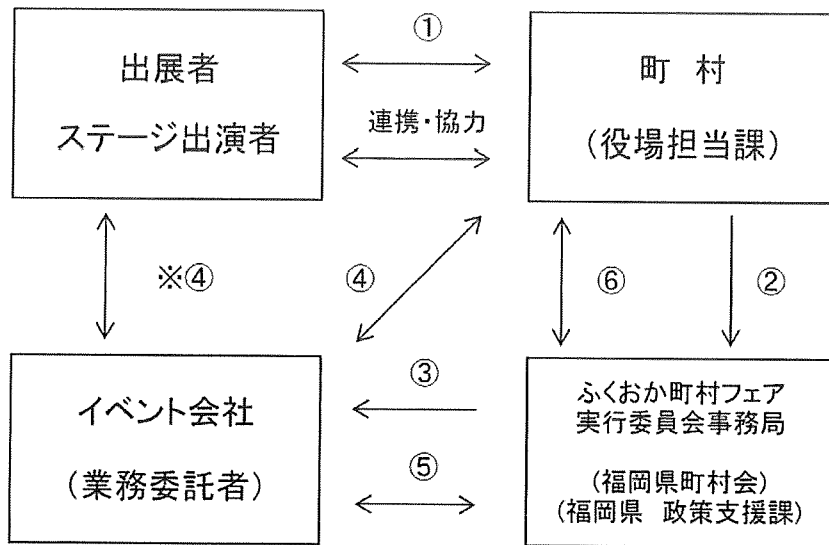 ①
出展者
ステージ出演者
連携・協力
町 村
(役場担当課)
※④
④
⑥
②
イベント会社
(業務委託者)
③
⑤
ふくおか町村フェア
実行委員会事務局
(福岡県町村会)
(福岡県 政策支援課)